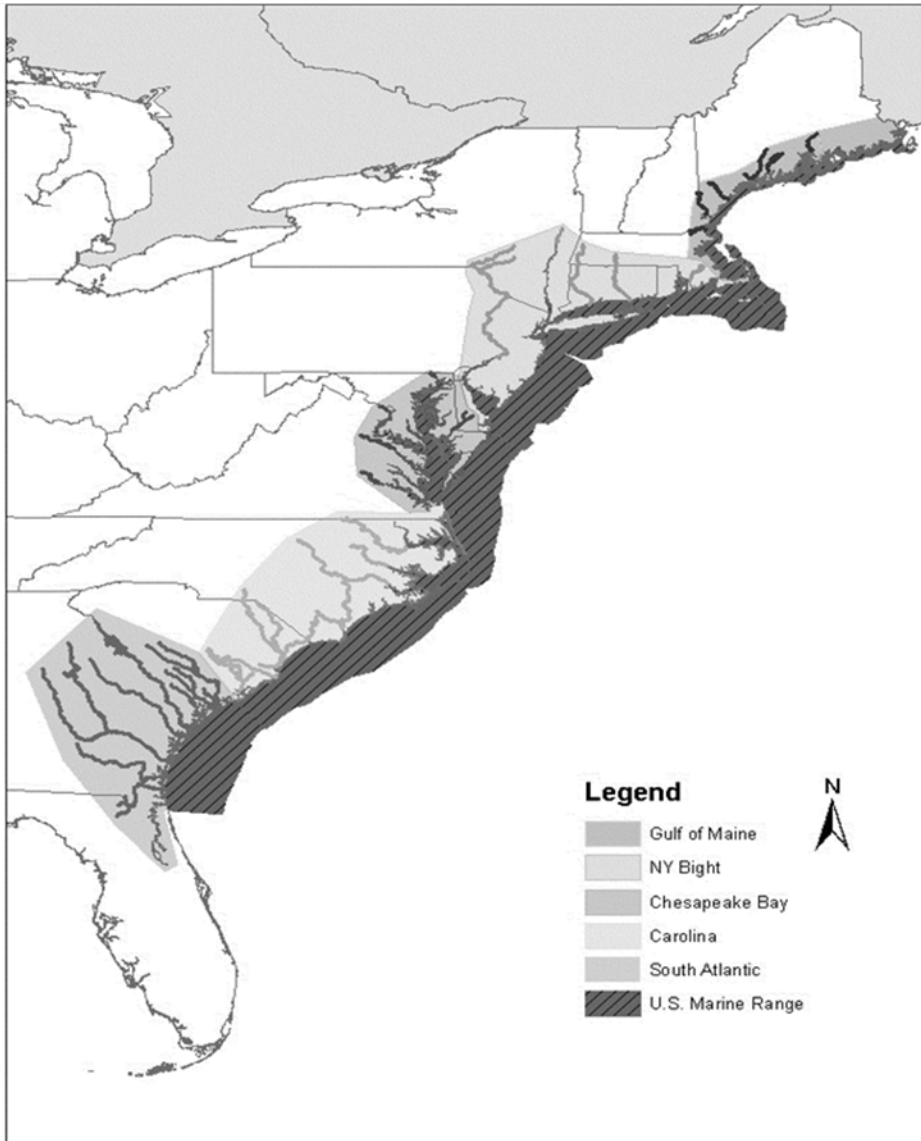 Legend
N
Gulf of Maine
NY Bight
Chesapeake Bay
Carolina
South Atlantic
U.S. Marine Range